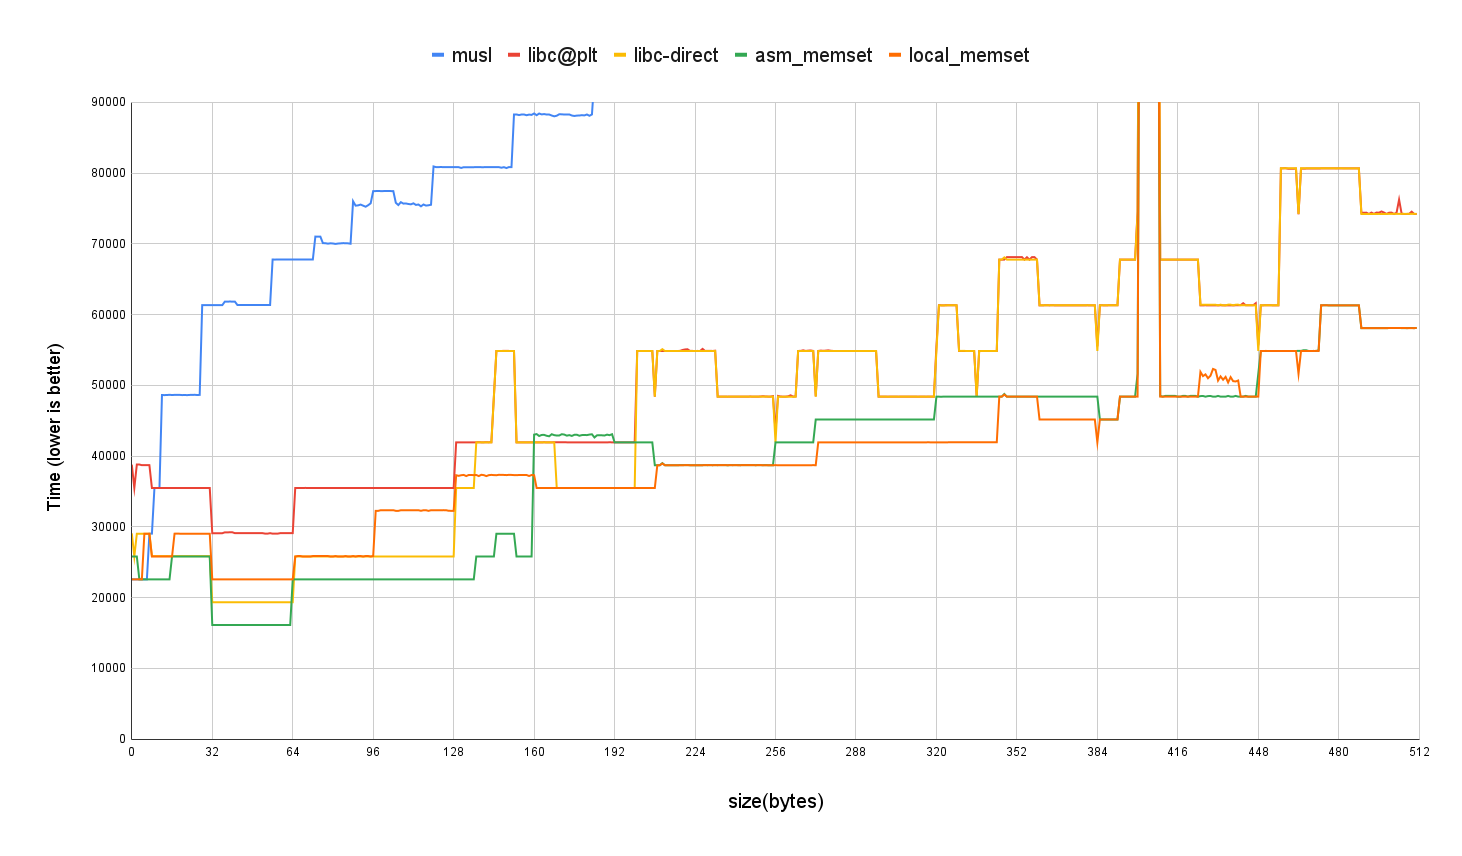 musl libc@plt libc-direct asm_memset local_memset
90000
80000
70000
60000
50000
40000
30000
20000
10000
0
Time (lower is better)
0 32 64 96 128 160 192 224 256 288 320 352 384 416 448 480 512
size(bytes)